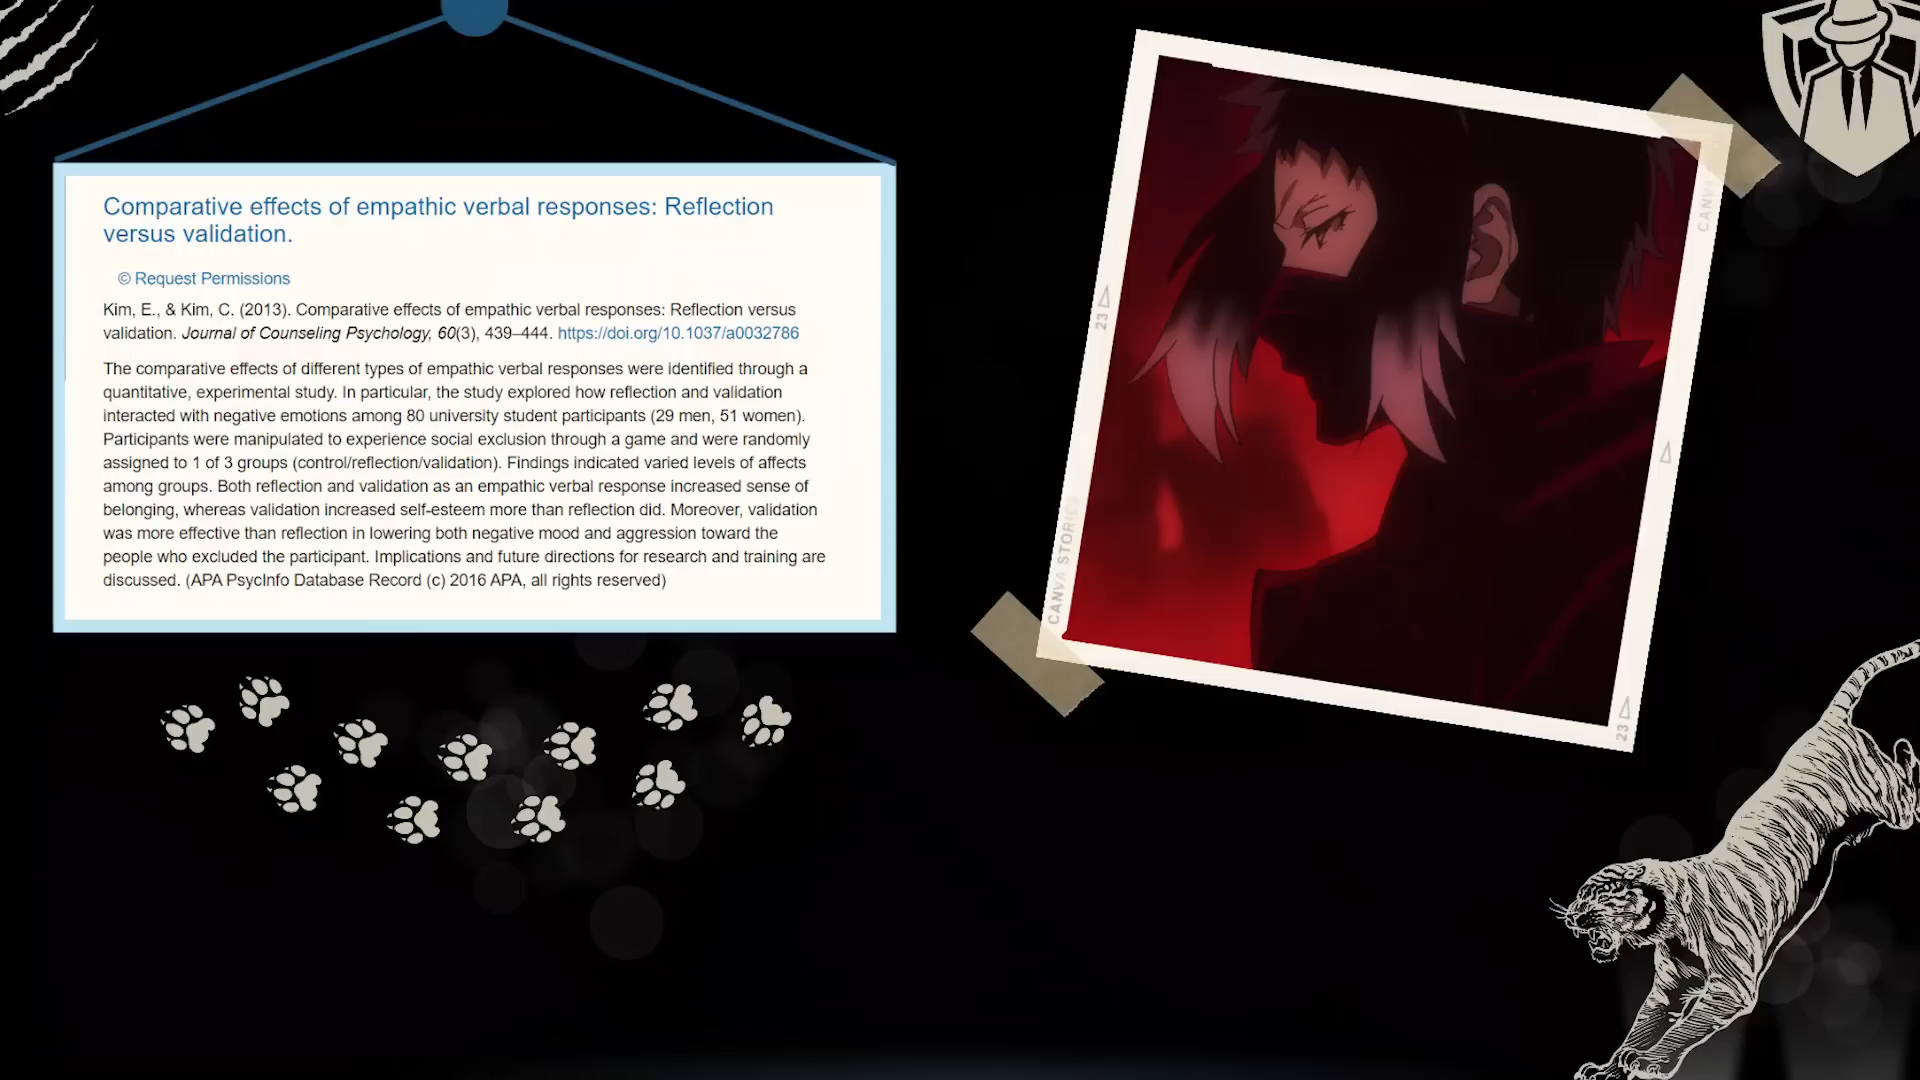 Comparative effects of empathic verbal responses: Reflection
versus validation.
© Request Permissions
Kim, E., & Kim, C. (2013). Comparative effects of empathic verbal responses: Reflection versus
validation. Journal of Counseling Psychology, 60(3), 439–444. https://doi.org/10.1037/a0032786
The comparative effects of different types of empathic verbal responses were identified through a
quantitative, experimental study. In particular, the study explored how reflection and validation
interacted with negative emotions among 80 university student participants (29 men, 51 women).
Participants were manipulated to experience social exclusion through a game and were randomly
assigned to 1 of 3 groups (control/reflection/validation). Findings indicated varied levels of affects
among groups. Both reflection and validation as an empathic verbal response increased sense of
belonging, whereas validation increased self-esteem more than reflection did. Moreover, validation
was more effective than reflection in lowering both negative mood and aggression toward the
people who excluded the participant. Implications and future directions for research and training are
discussed. (APA PsycInfo Database Record (c) 2016 APA, all rights reserved)
23
CANVA STORIES
CANV
23